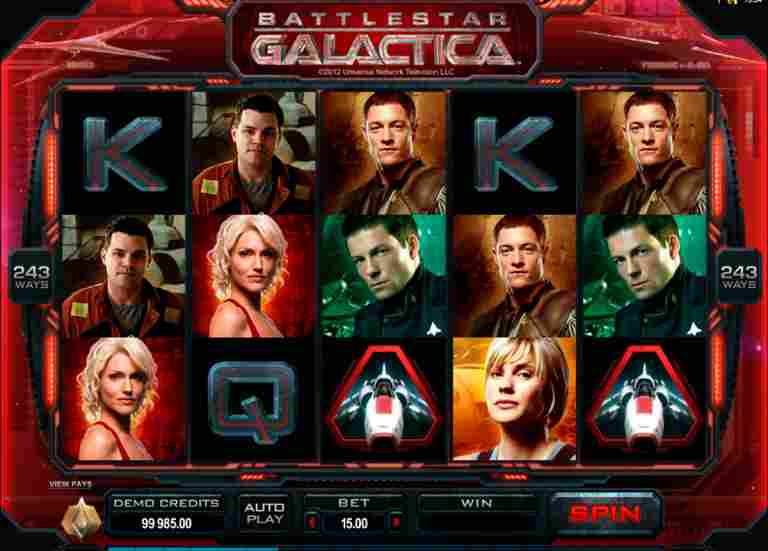 BATTLESTAR
GALACTICA
©2012 Universal Network Television LLC
K
K
243
WAYS
243
WAYS
Q
VIEW PAYS
DEMO CREDITS
99 985.00
AUTO
PLAY
BET
15.00
WIN
SPIN